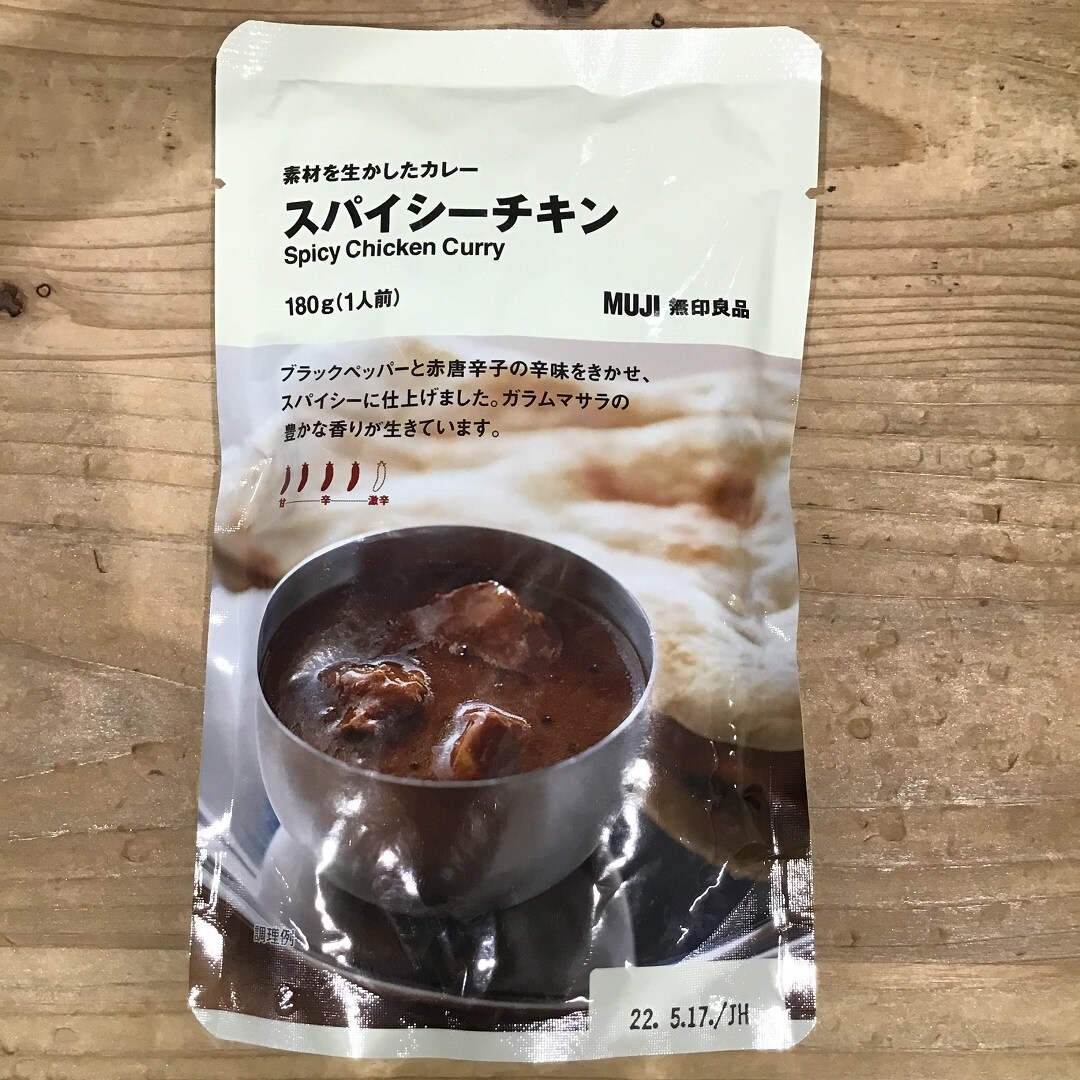 素材を生かしたカレー
スパイシーチキン
Spicy Chicken Curry
180g(1人前)
MUJI 無印良品
ブラックペッパーと赤唐辛子の辛味をきかせ、
スパイシーに仕上げました。ガラムマサラの
豊かな香りが生きています。
甘 辛 激辛
調理例
22. 5.17./JH